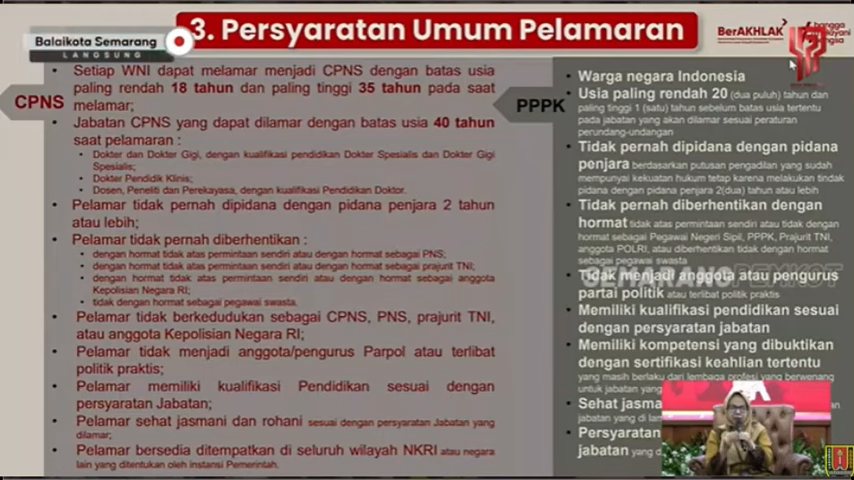 3. Persyaratan Umum Pelamaran
Balaikota Semarang
LANGSUNG
BerAKHLAK
bangga
melayani
bangsa
CPNS
• Setiap WNI dapat melamar menjadi CPNS dengan batas usia
paling rendah 18 tahun dan paling tinggi 35 tahun pada saat
melamar;
• Jabatan CPNS yang dapat dilamar dengan batas usia 40 tahun
saat pelamaran :
• Dokter dan Dokter Gigi, dengan kualifikasi pendidikan Dokter Spesialis dan Dokter Gigi
Spesialis;
• Dokter Pendidik Klinis;
• Dosen, Peneliti dan Perekayasa, dengan kualifikasi Pendidikan Doktor.
• Pelamar tidak pernah dipidana dengan pidana penjara 2 tahun
atau lebih;
• Pelamar tidak pernah diberhentikan :
• dengan hormat tidak atas permintaan sendiri atau dengan hormat sebagai PNS;
• dengan hormat tidak atas permintaan sendiri atau dengan hormat sebagai prajurit TNI;
• dengan hormat tidak atas permintaan sendiri atau dengan hormat sebagai anggota
Kepolisian Negara RI;
• tidak dengan hormat sebagai pegawai swasta.
• Pelamar tidak berkedudukan sebagai CPNS, PNS, prajurit TNI,
atau anggota Kepolisian Negara RI;
• Pelamar tidak menjadi anggota/pengurus Parpol atau terlibat
politik praktis;
• Pelamar memiliki kualifikasi Pendidikan sesuai dengan
persyaratan Jabatan;
• Pelamar sehat jasmani dan rohani sesuai dengan persyaratan Jabatan yang
dilamar;
• Pelamar bersedia ditempatkan di seluruh wilayah NKRI atau negara
lain yang ditentukan oleh instansi Pemerintah.
PPPK
• Warga negara Indonesia
• Usia paling rendah 20 (dua puluh) tahun dan
paling tinggi 1 (satu) tahun sebelum batas usia tertentu
pada jabatan yang akan dilamar sesuai peraturan
perundang-undangan
• Tidak pernah dipidana dengan pidana
penjara berdasarkan putusan pengadilan yang sudah
mempunyai kekuatan hukum tetap karena melakukan tindak
pidana dengan pidana penjara 2(dua) tahun atau lebih
• Tidak pernah diberhentikan dengan
hormat tidak atas permintaan sendiri atau tidak dengan
hormat sebagai Pegawai Negeri Sipil, PPPK, Prajurit TNI,
anggota POLRI, atau diberhentikan tidak dengan hormat
sebagai pegawai swasta
SEMARANGPEMKOT
• Tidak menjadi anggota atau pengurus
partai politik atau terlibat politik praktis
• Memiliki kualifikasi pendidikan sesuai
dengan persyaratan jabatan
• Memiliki kompetensi yang dibuktikan
dengan sertifikasi keahlian tertentu
yang masih berlaku dari lembaga profesi yang berwenang
untuk jabatan yang
• Sehat jasma
jabatan yang di lam
• Persyaratan
jabatan yang d